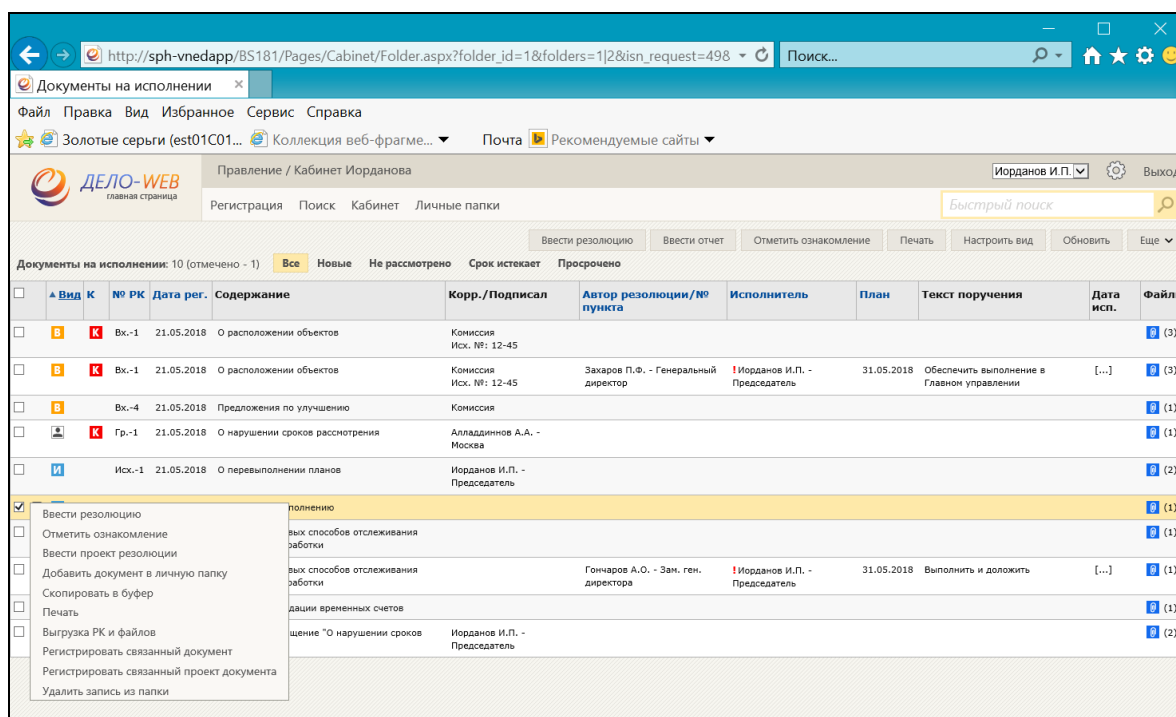 http://sph-vnedapp/BS181/Pages/Cabinet/Folder.aspx?folder_id=1&folders=1|2&isn_request=498 Поиск...
Документы на исполнении
Файл Правка Вид Избранное Сервис Справка
Золотые серьги (est01C01... Коллекция веб-фрагме... Почта Рекомендуемые сайты
ДЕЛО-WEB
главная страница
Правление / Кабинет Иорданова Иорданов И.П. Выход
Регистрация Поиск Кабинет Личные папки Быстрый поиск
Ввести резолюцию Ввести отчет Отметить ознакомление Печать Настроить вид Обновить Еще
Документы на исполнении: 10 (отмечено - 1) Все Новые Не рассмотрено Срок истекает Просрочено
Вид К № РК Дата рег. Содержание Корр./Подписал Автор резолюции/№ пункта Исполнитель План Текст поручения Дата исп. Файл
В К Вх.-1 21.05.2018 О расположении объектов Комиссия (3)
Исх. №: 12-45
В К Вх.-1 21.05.2018 О расположении объектов Комиссия Захаров П.Ф. - Генеральный !Иорданов И.П. - 31.05.2018 Обеспечить выполнение в [...] (3)
Исх. №: 12-45 директор Председатель Главном управлении
В Вх.-4 21.05.2018 Предложения по улучшению Комиссия (1)
К Гр.-1 21.05.2018 О нарушении сроков рассмотрения Алладдиннов А.А. - (1)
Москва
И Исх.-1 21.05.2018 О перевыполнении планов Иорданов И.П. - (2)
Председатель
полнению (1)
вых способов отслеживания (1)
работки
вых способов отслеживания Гончаров А.О. - Зам. ген. !Иорданов И.П. - 31.05.2018 Выполнить и доложить [...] (1)
работки директора Председатель
дации временных счетов (1)
щение "О нарушении сроков Иорданов И.П. - (2)
Председатель
Ввести резолюцию
Отметить ознакомление
Ввести проект резолюции
Добавить документ в личную папку
Скопировать в буфер
Печать
Выгрузка РК и файлов
Регистрировать связанный документ
Регистрировать связанный проект документа
Удалить запись из папки